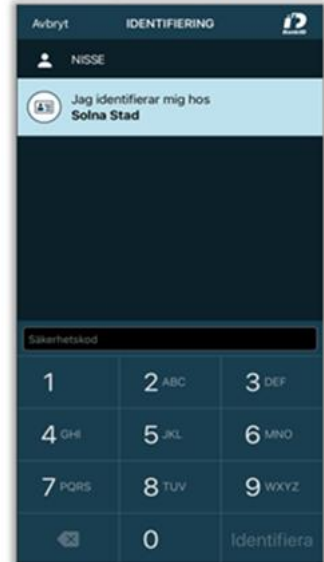 Avbryt IDENTIFIERING BankID
NISSE
Jag identifierar mig hos
Solna Stad
Säkerhetskod
1 2 ABC 3 DEF
4 GHI 5 JKL 6 MNO
7 PQRS 8 TUV 9 WXYZ
0 Identifiera